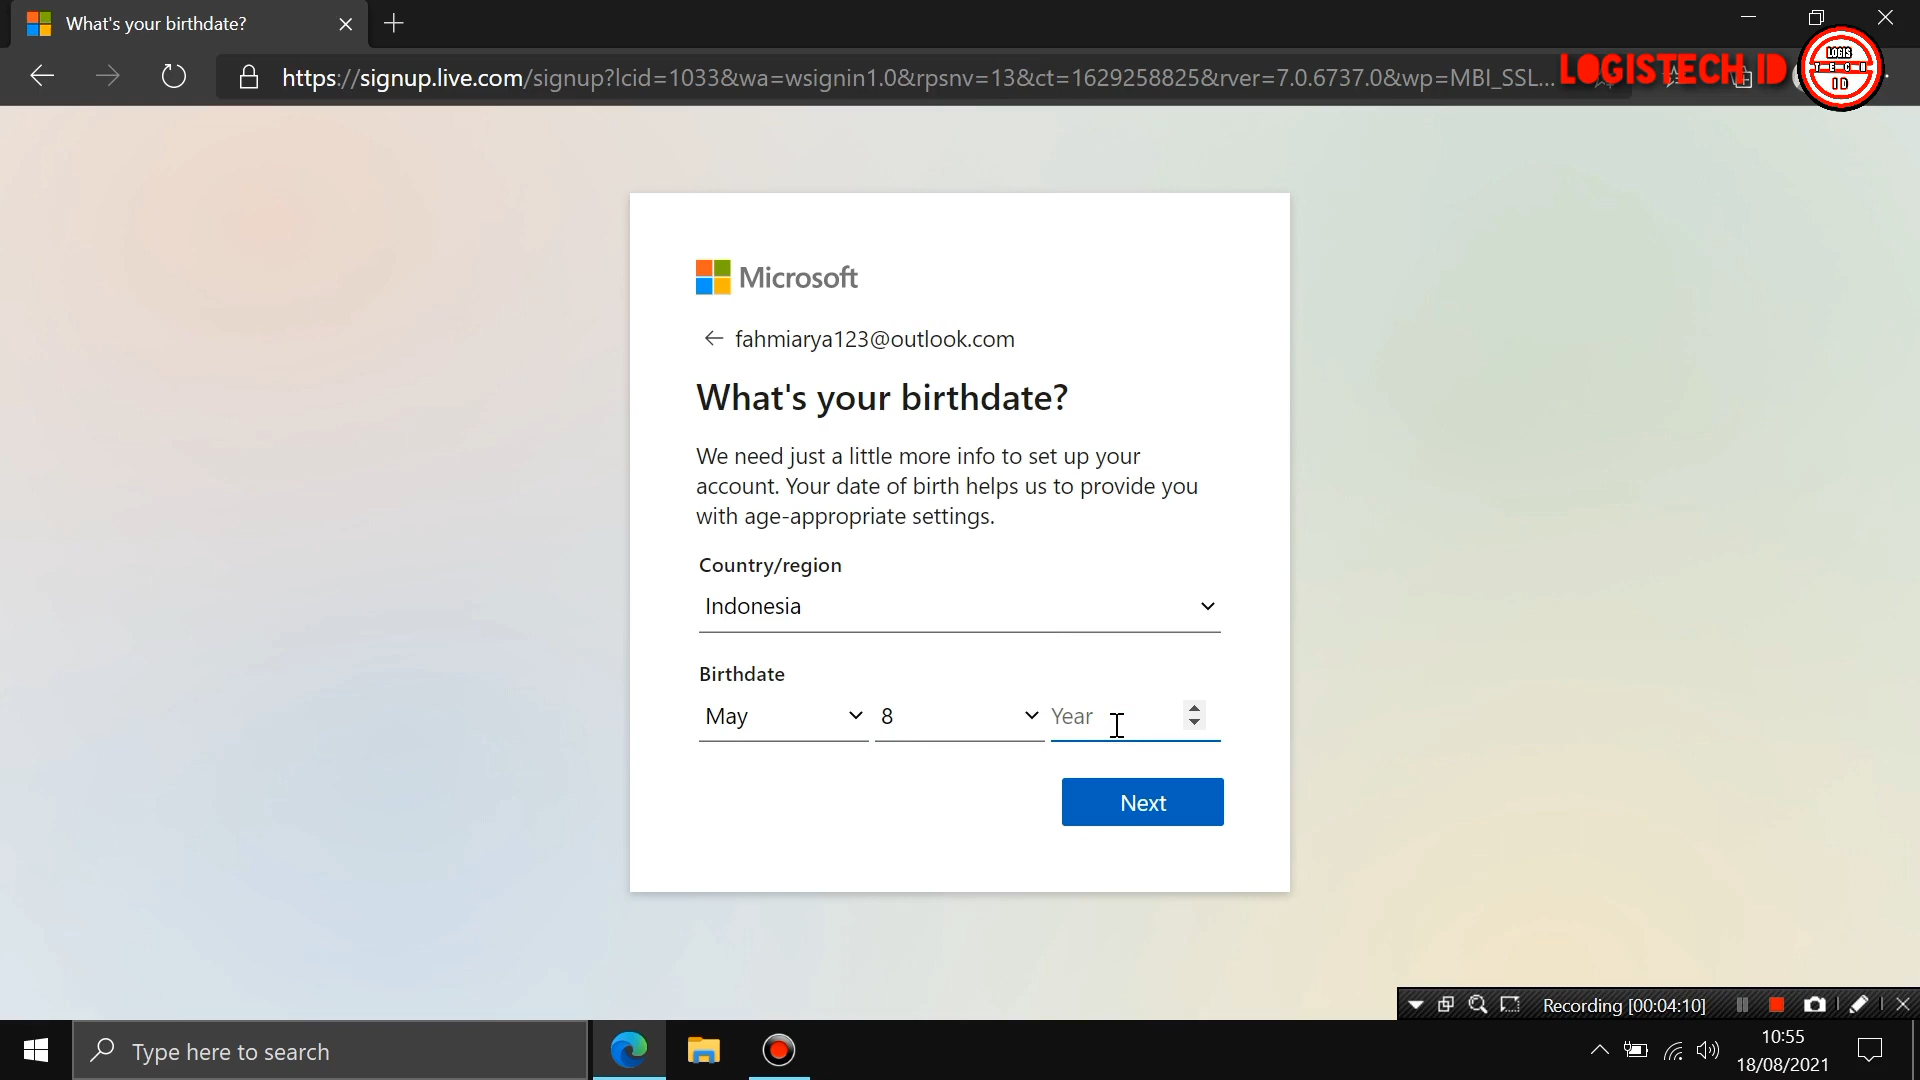 What's your birthdate?
https://signup.live.com/signup?lcid=1033&wa=wsignin1.0&rpsnv=13&ct=1629258825&rver=7.0.6737.0&wp=MBI_SSL...
LOGISTECH ID
LOGIS
TECH
ID
Microsoft
fahmiarya123@outlook.com
What's your birthdate?
We need just a little more info to set up your
account. Your date of birth helps us to provide you
with age-appropriate settings.
Country/region
Indonesia
Birthdate
May 8 Year
Next
Recording [00:04:10]
Type here to search
10:55
18/08/2021